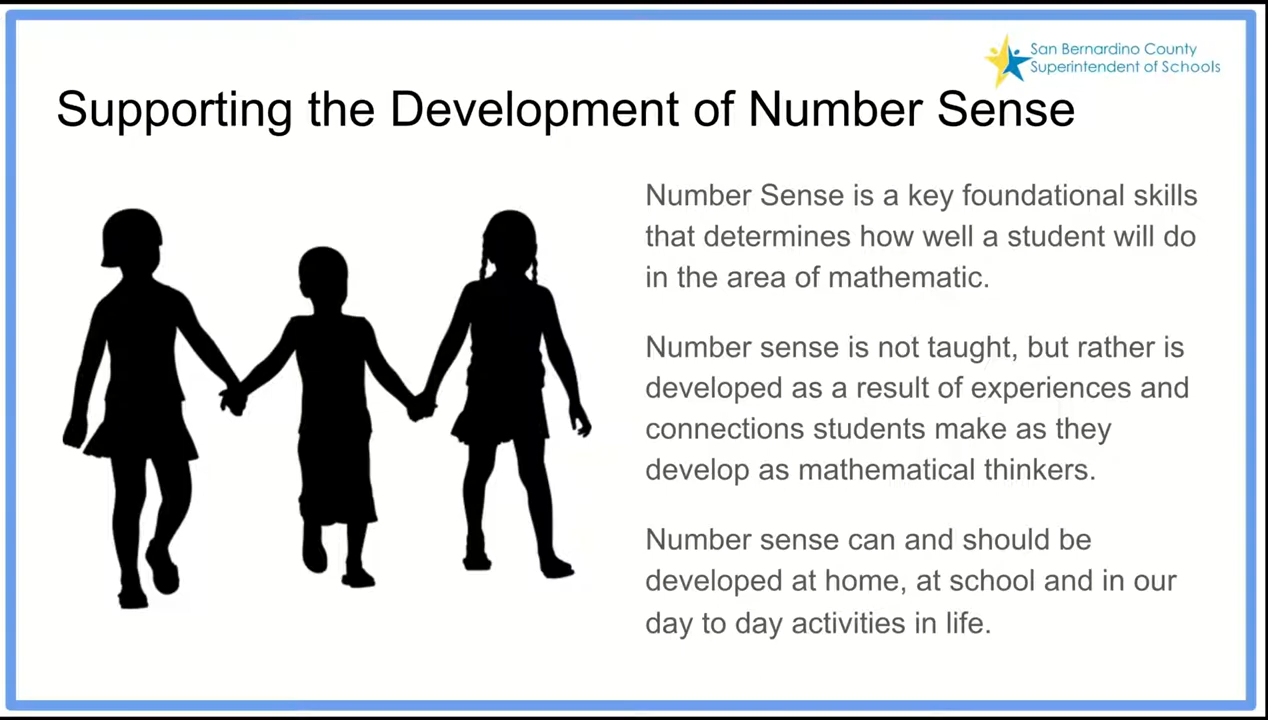 San Bernardino County
Superintendent of Schools
Supporting the Development of Number Sense
Number Sense is a key foundational skills
that determines how well a student will do
in the area of mathematic.
Number sense is not taught, but rather is
developed as a result of experiences and
connections students make as they
develop as mathematical thinkers.
Number sense can and should be
developed at home, at school and in our
day to day activities in life.